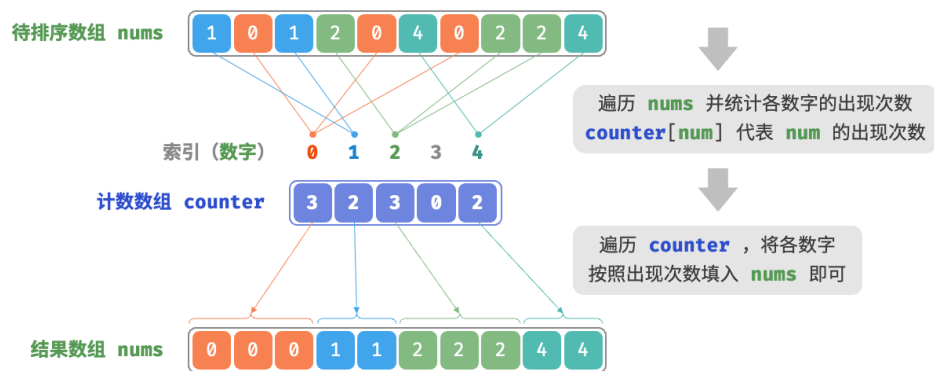 待排序数组 nums
1 0 1 2 0 4 0 2 2 4
遍历 nums 并统计各数字的出现次数
counter[num] 代表 num 的出现次数
索引（数字） 0 1 2 3 4
计数数组 counter
3 2 3 0 2
遍历 counter ，将各数字
按照出现次数填入 nums 即可
结果数组 nums
0 0 0 1 1 2 2 2 4 4